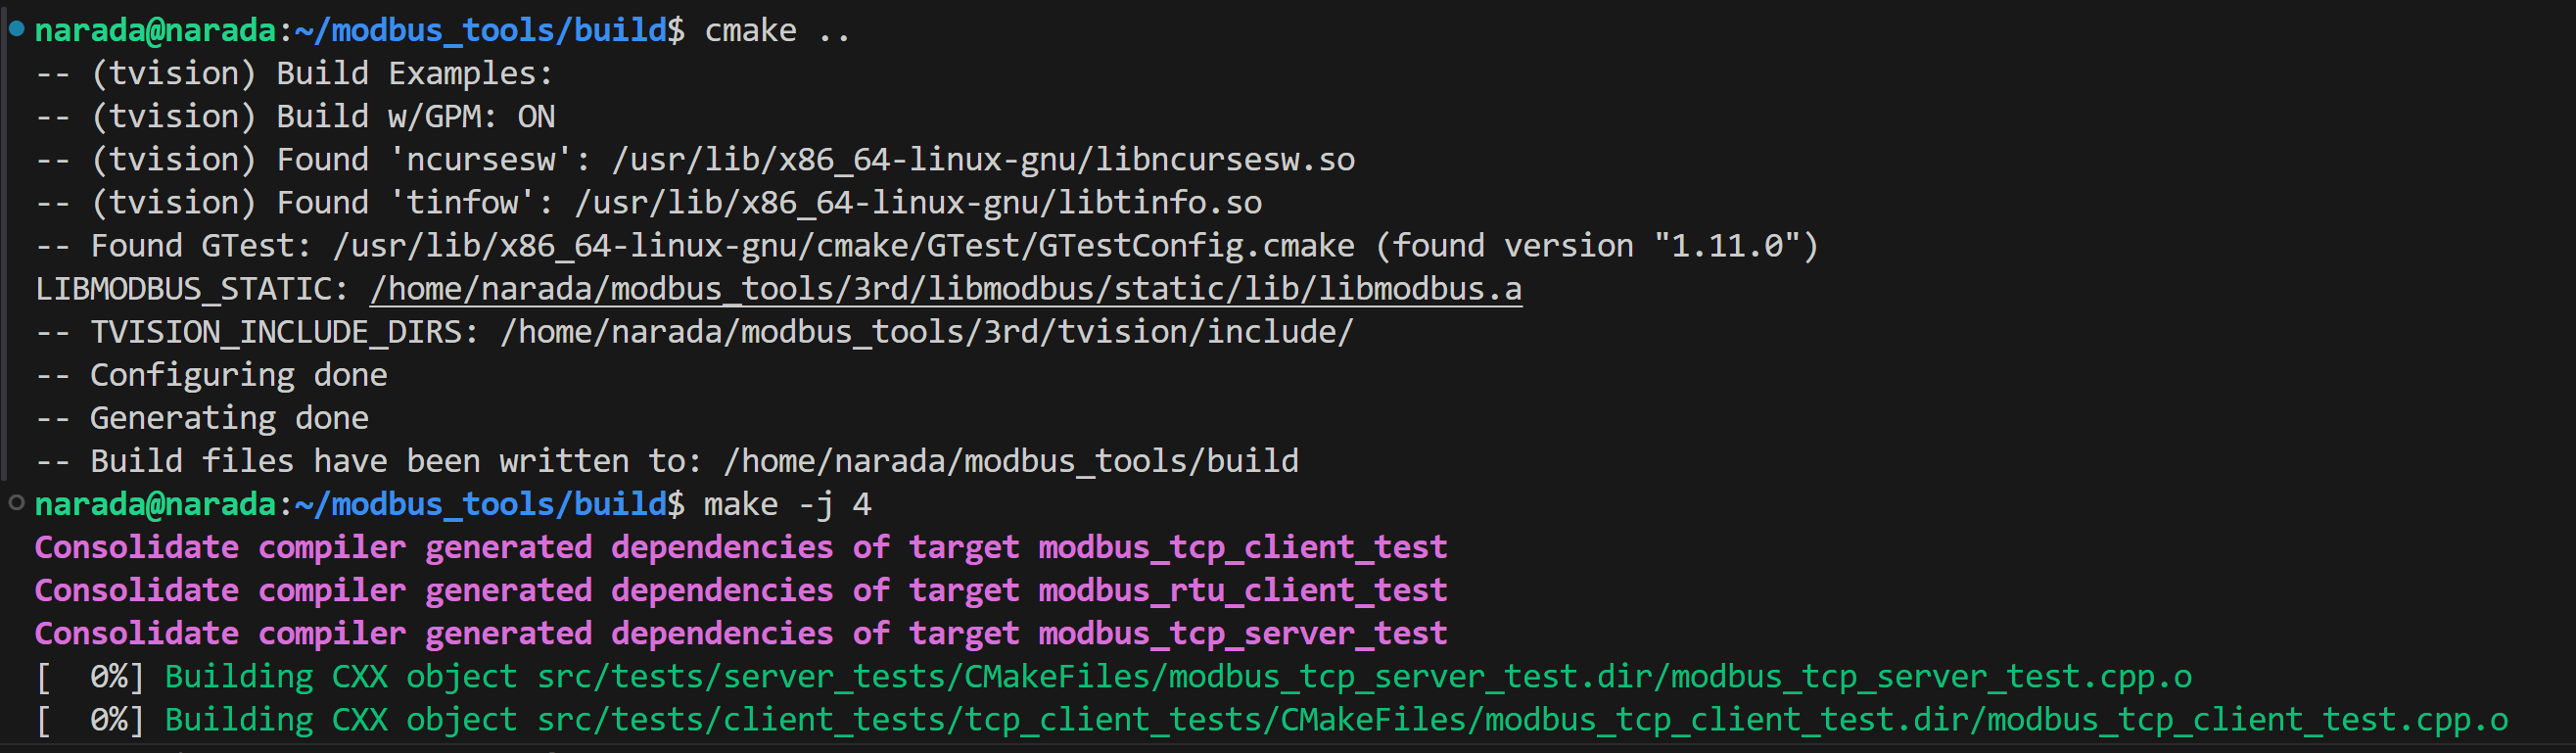 narada@narada:~/modbus_tools/build$ cmake ..
-- (tvision) Build Examples:
-- (tvision) Build w/GPM: ON
-- (tvision) Found 'ncursesw': /usr/lib/x86_64-linux-gnu/libncursesw.so
-- (tvision) Found 'tinfow': /usr/lib/x86_64-linux-gnu/libtinfo.so
-- Found GTest: /usr/lib/x86_64-linux-gnu/cmake/GTest/GTestConfig.cmake (found version "1.11.0")
LIBMODBUS_STATIC: /home/narada/modbus_tools/3rd/libmodbus/static/lib/libmodbus.a
-- TVISION_INCLUDE_DIRS: /home/narada/modbus_tools/3rd/tvision/include/
-- Configuring done
-- Generating done
-- Build files have been written to: /home/narada/modbus_tools/build
narada@narada:~/modbus_tools/build$ make -j 4
Consolidate compiler generated dependencies of target modbus_tcp_client_test
Consolidate compiler generated dependencies of target modbus_rtu_client_test
Consolidate compiler generated dependencies of target modbus_tcp_server_test
[  0%] Building CXX object src/tests/server_tests/CMakeFiles/modbus_tcp_server_test.dir/modbus_tcp_server_test.cpp.o
[  0%] Building CXX object src/tests/client_tests/tcp_client_tests/CMakeFiles/modbus_tcp_client_test.dir/modbus_tcp_client_test.cpp.o